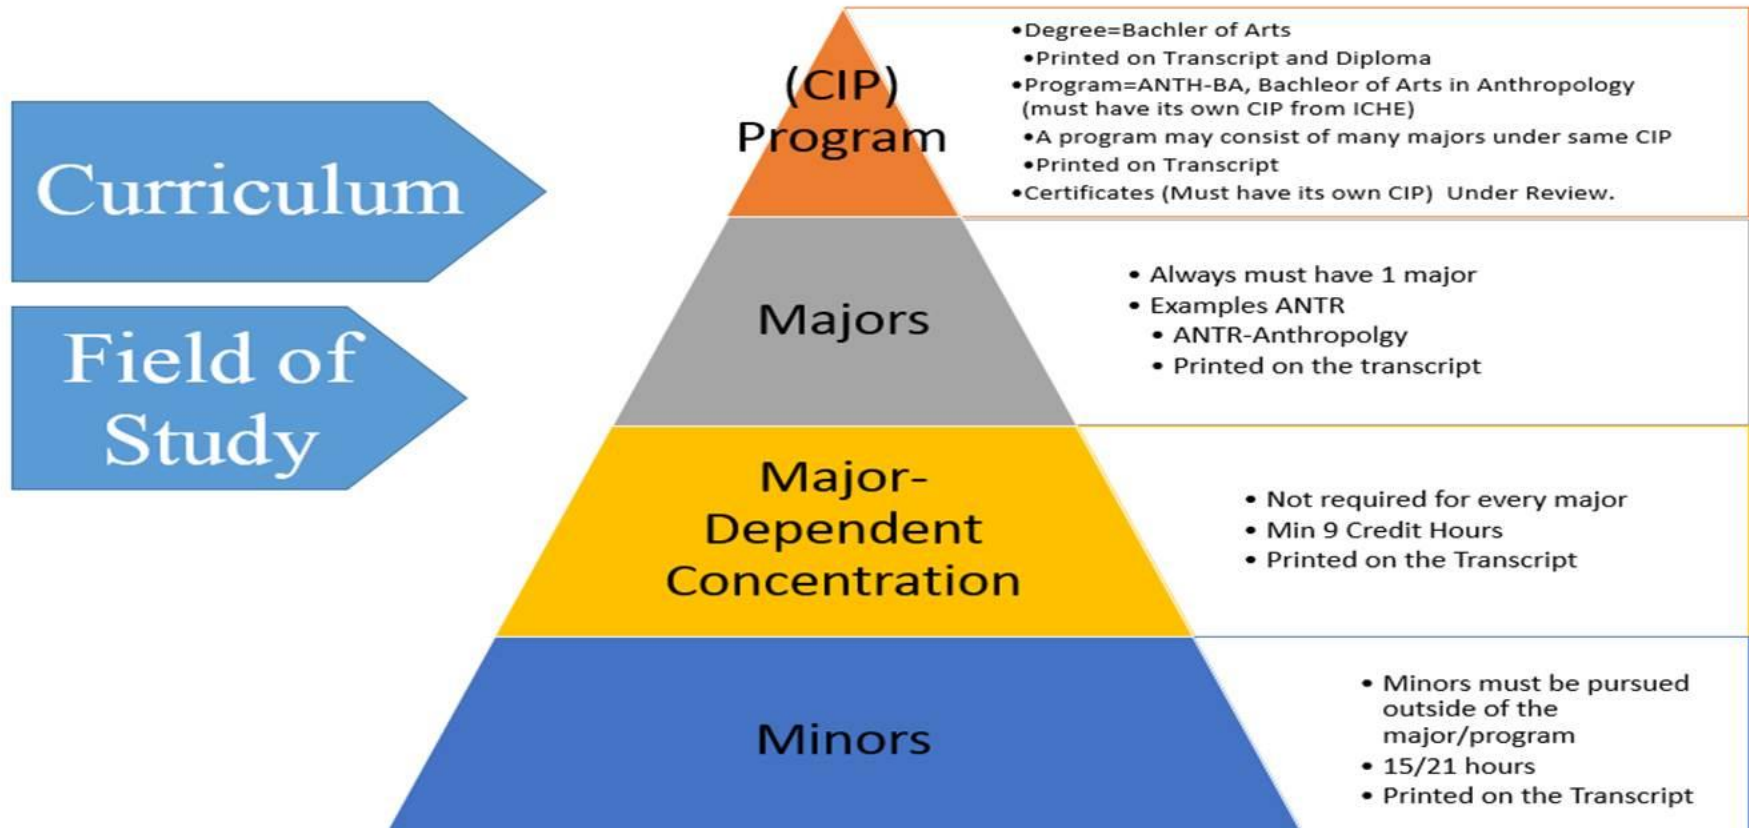 Curriculum
Field of
Study
(CIP)
Program
•Degree=Bachler of Arts
•Printed on Transcript and Diploma
•Program=ANTH-BA, Bachleor of Arts in Anthropology
(must have its own CIP from ICHE)
•A program may consist of many majors under same CIP
•Printed on Transcript
•Certificates (Must have its own CIP) Under Review.
Majors
• Always must have 1 major
• Examples ANTR
• ANTR-Anthropolgy
• Printed on the transcript
Major-
Dependent
Concentration
• Not required for every major
• Min 9 Credit Hours
• Printed on the Transcript
Minors
• Minors must be pursued
outside of the
major/program
• 15/21 hours
• Printed on the Transcript